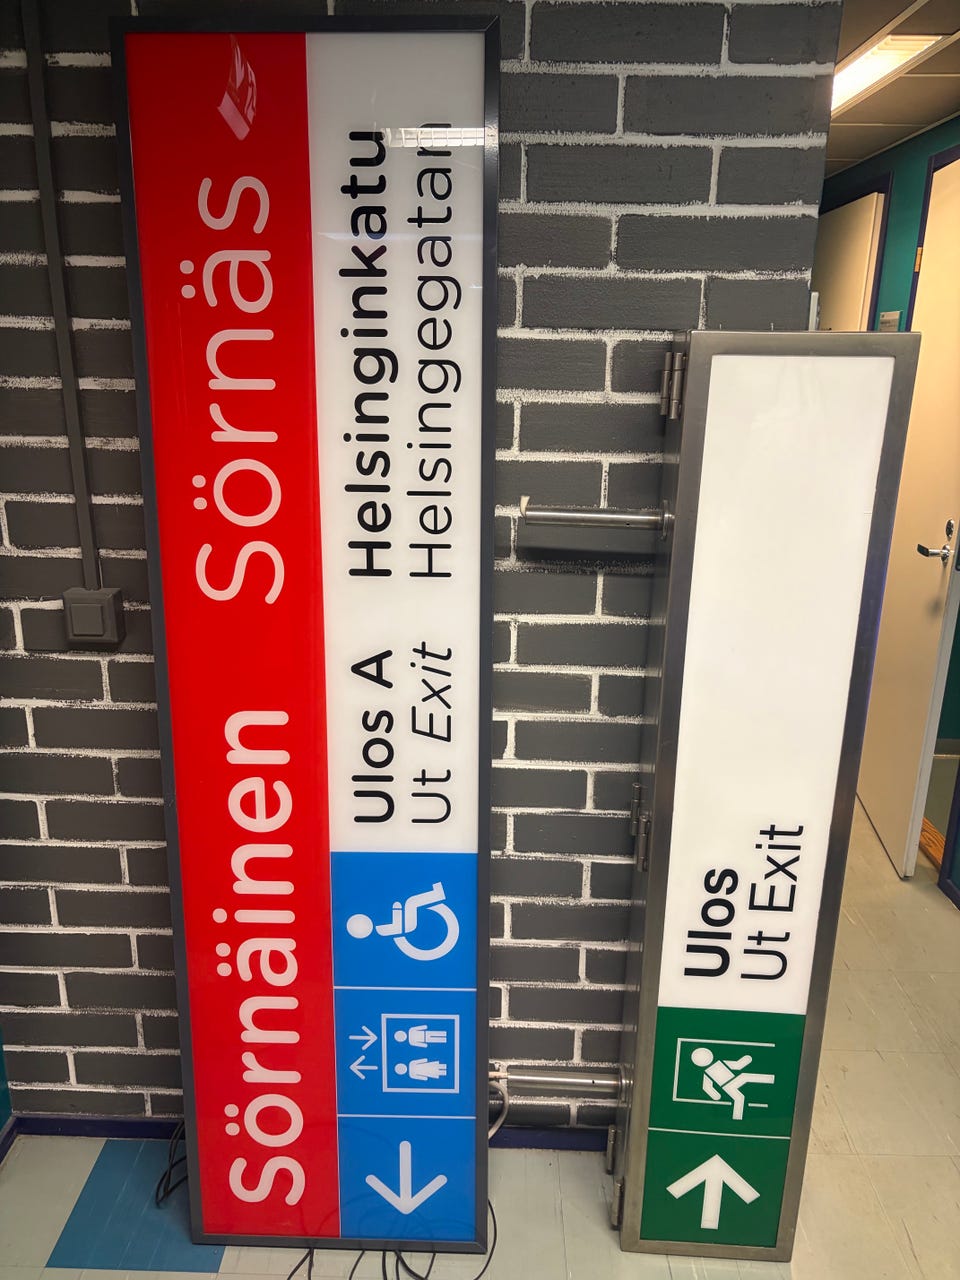 Sörnäinen Sörnäs
Ulos A Helsinginkatu
Ut Exit Helsingegatan
Ulos
Ut Exit